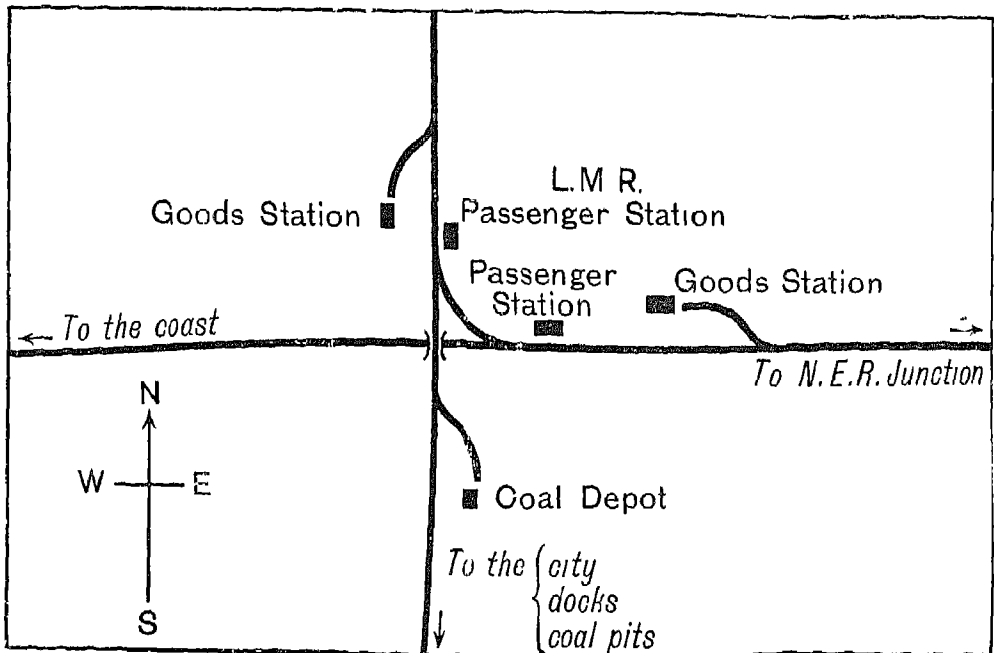 L.M R.
Goods Station
Passenger Station
Passenger
Station
Goods Station
To the coast
To N.E.R. Junction
N
W
E
S
Coal Depot
To the
city
docks
coal pits